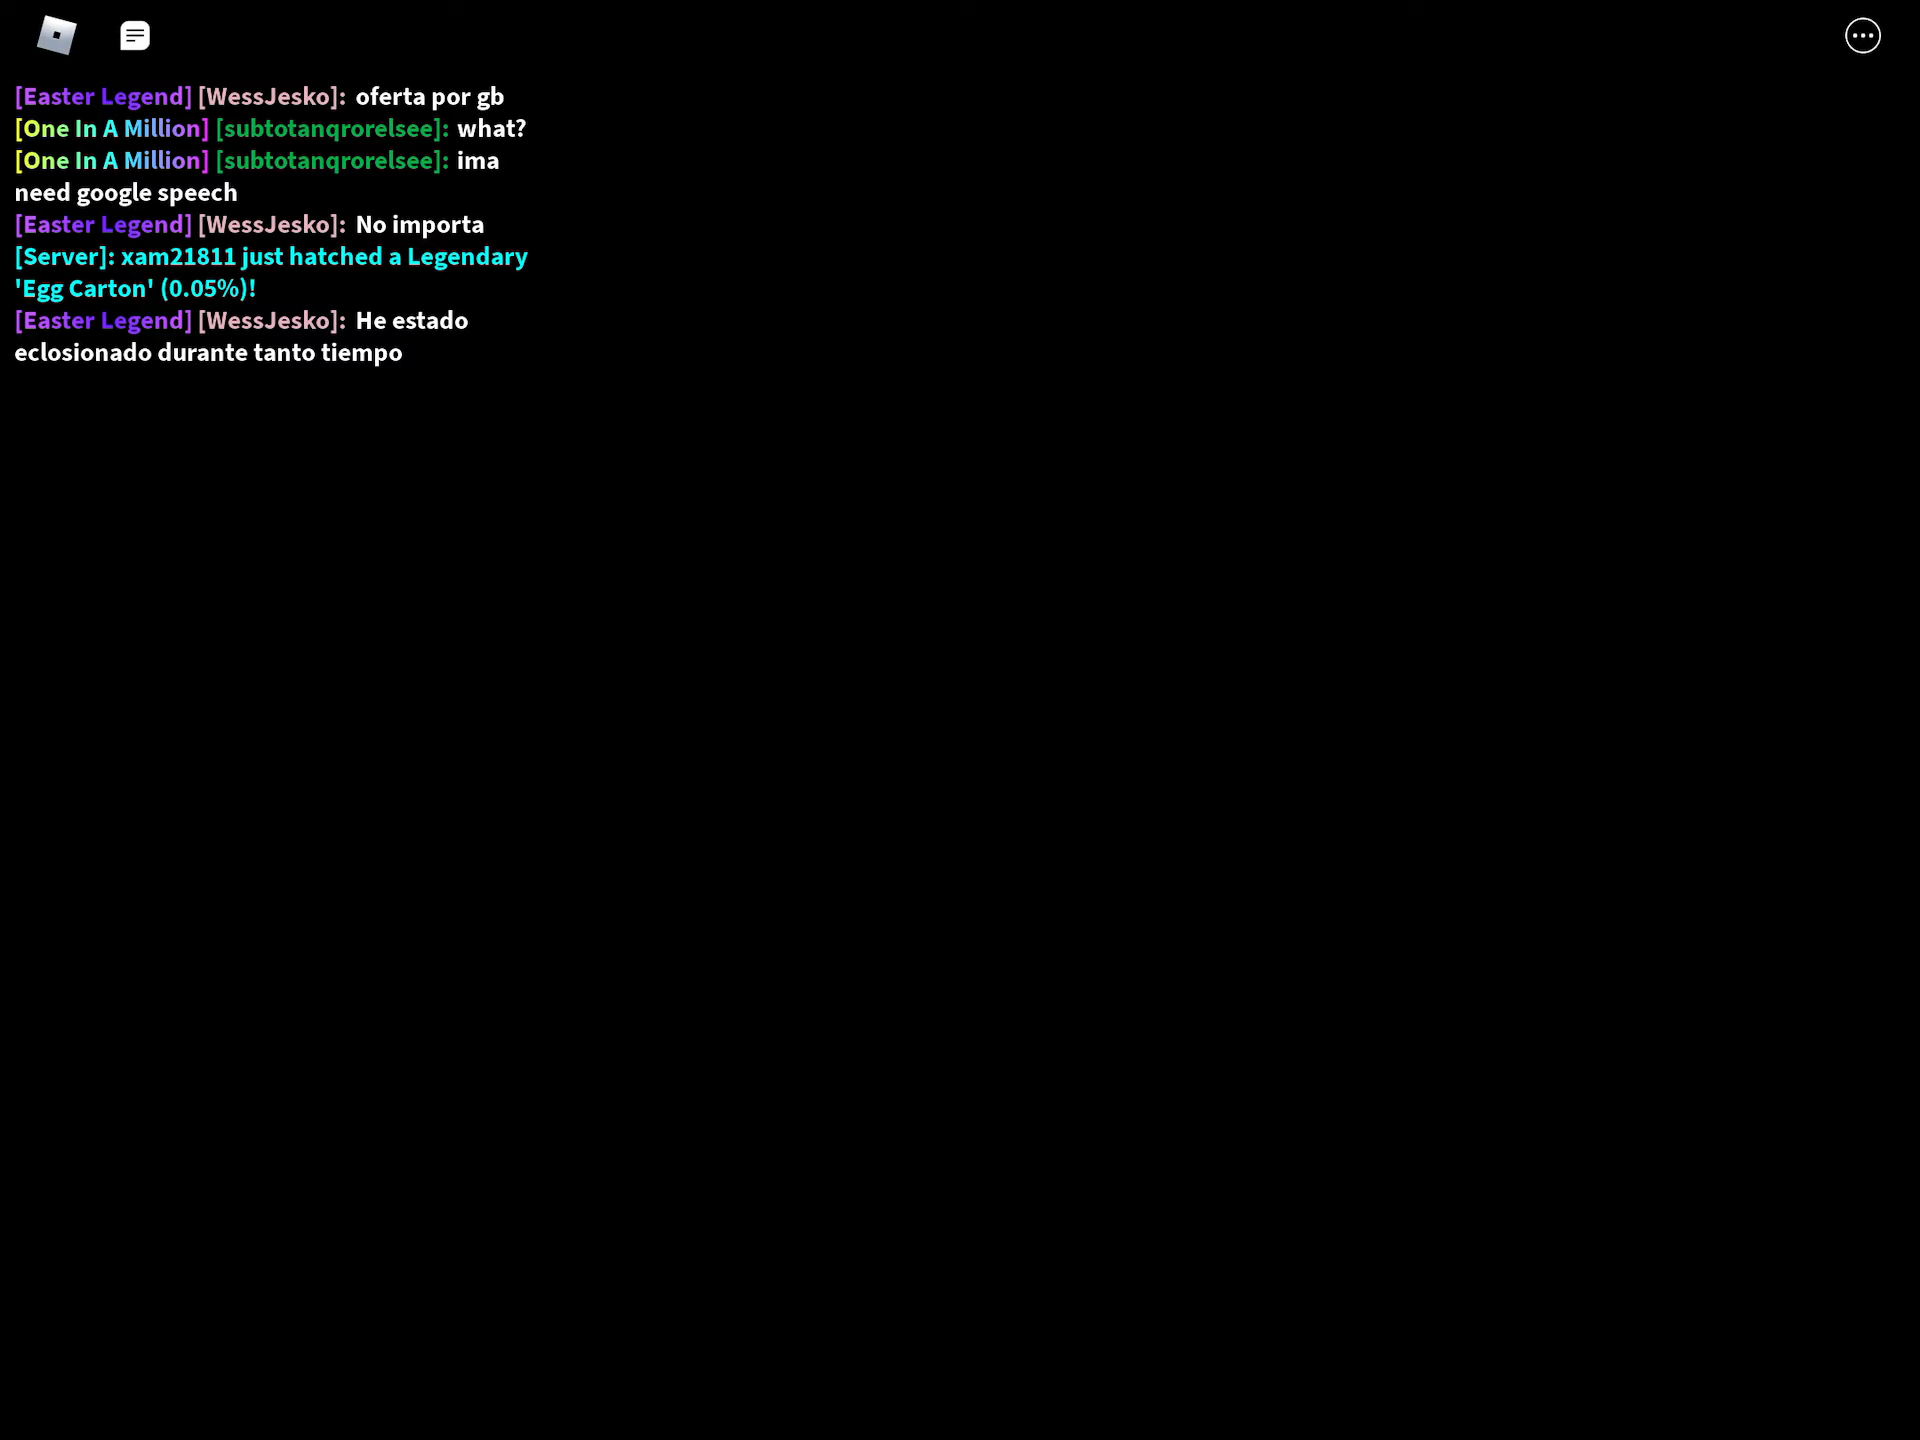 [Easter Legend] [WessJesko]: oferta por gb
[One In A Million] [subtotanqrorelsee]: what?
[One In A Million] [subtotanqrorelsee]: ima
need google speech
[Easter Legend] [WessJesko]: No importa
[Server]: xam21811 just hatched a Legendary
'Egg Carton' (0.05%)!
[Easter Legend] [WessJesko]: He estado
eclosionado durante tanto tiempo